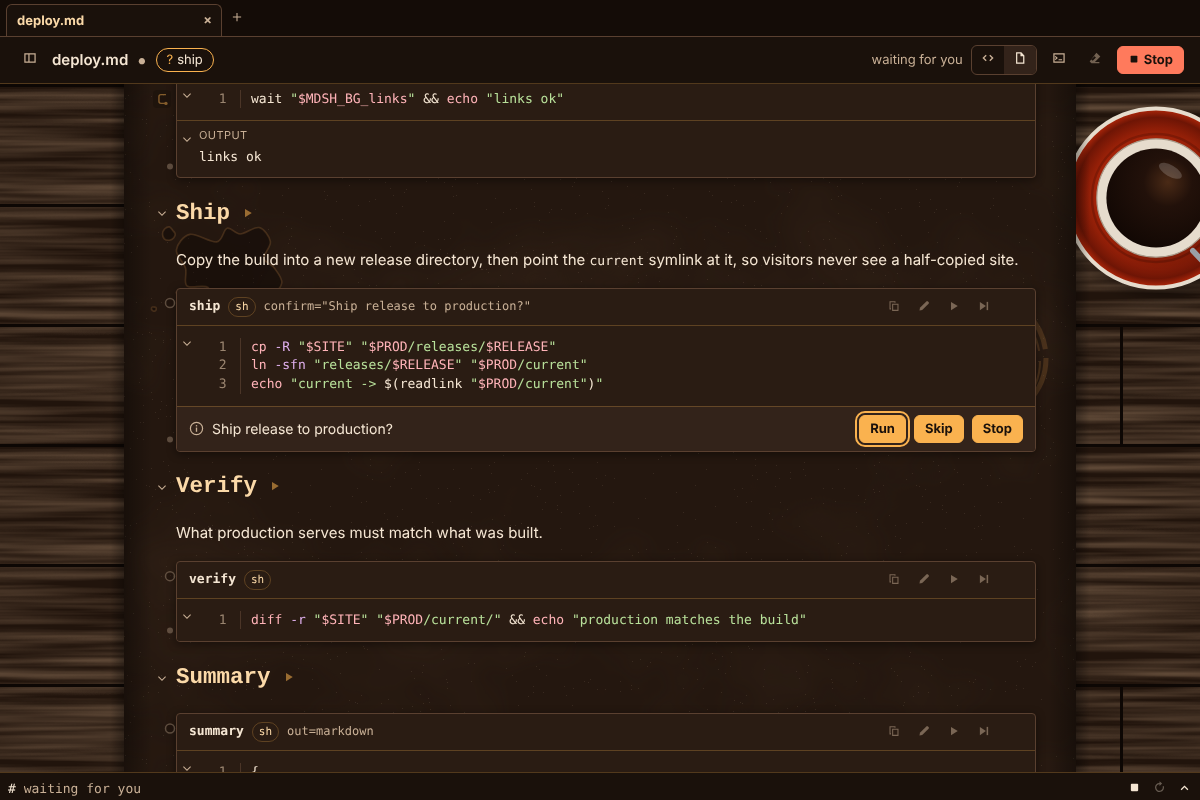 deploy.md × +
deploy.md ● ? ship waiting for you Stop
1 wait "$MDSH_BG_links" && echo "links ok"
OUTPUT
links ok
Ship
Copy the build into a new release directory, then point the current symlink at it, so visitors never see a half-copied site.
ship sh confirm="Ship release to production?"
1 cp -R "$SITE" "$PROD/releases/$RELEASE"
2 ln -sfn "releases/$RELEASE" "$PROD/current"
3 echo "current -> $(readlink "$PROD/current")"
Ship release to production? Run Skip Stop
Verify
What production serves must match what was built.
verify sh
1 diff -r "$SITE" "$PROD/current/" && echo "production matches the build"
Summary
summary sh out=markdown
1 {
# waiting for you